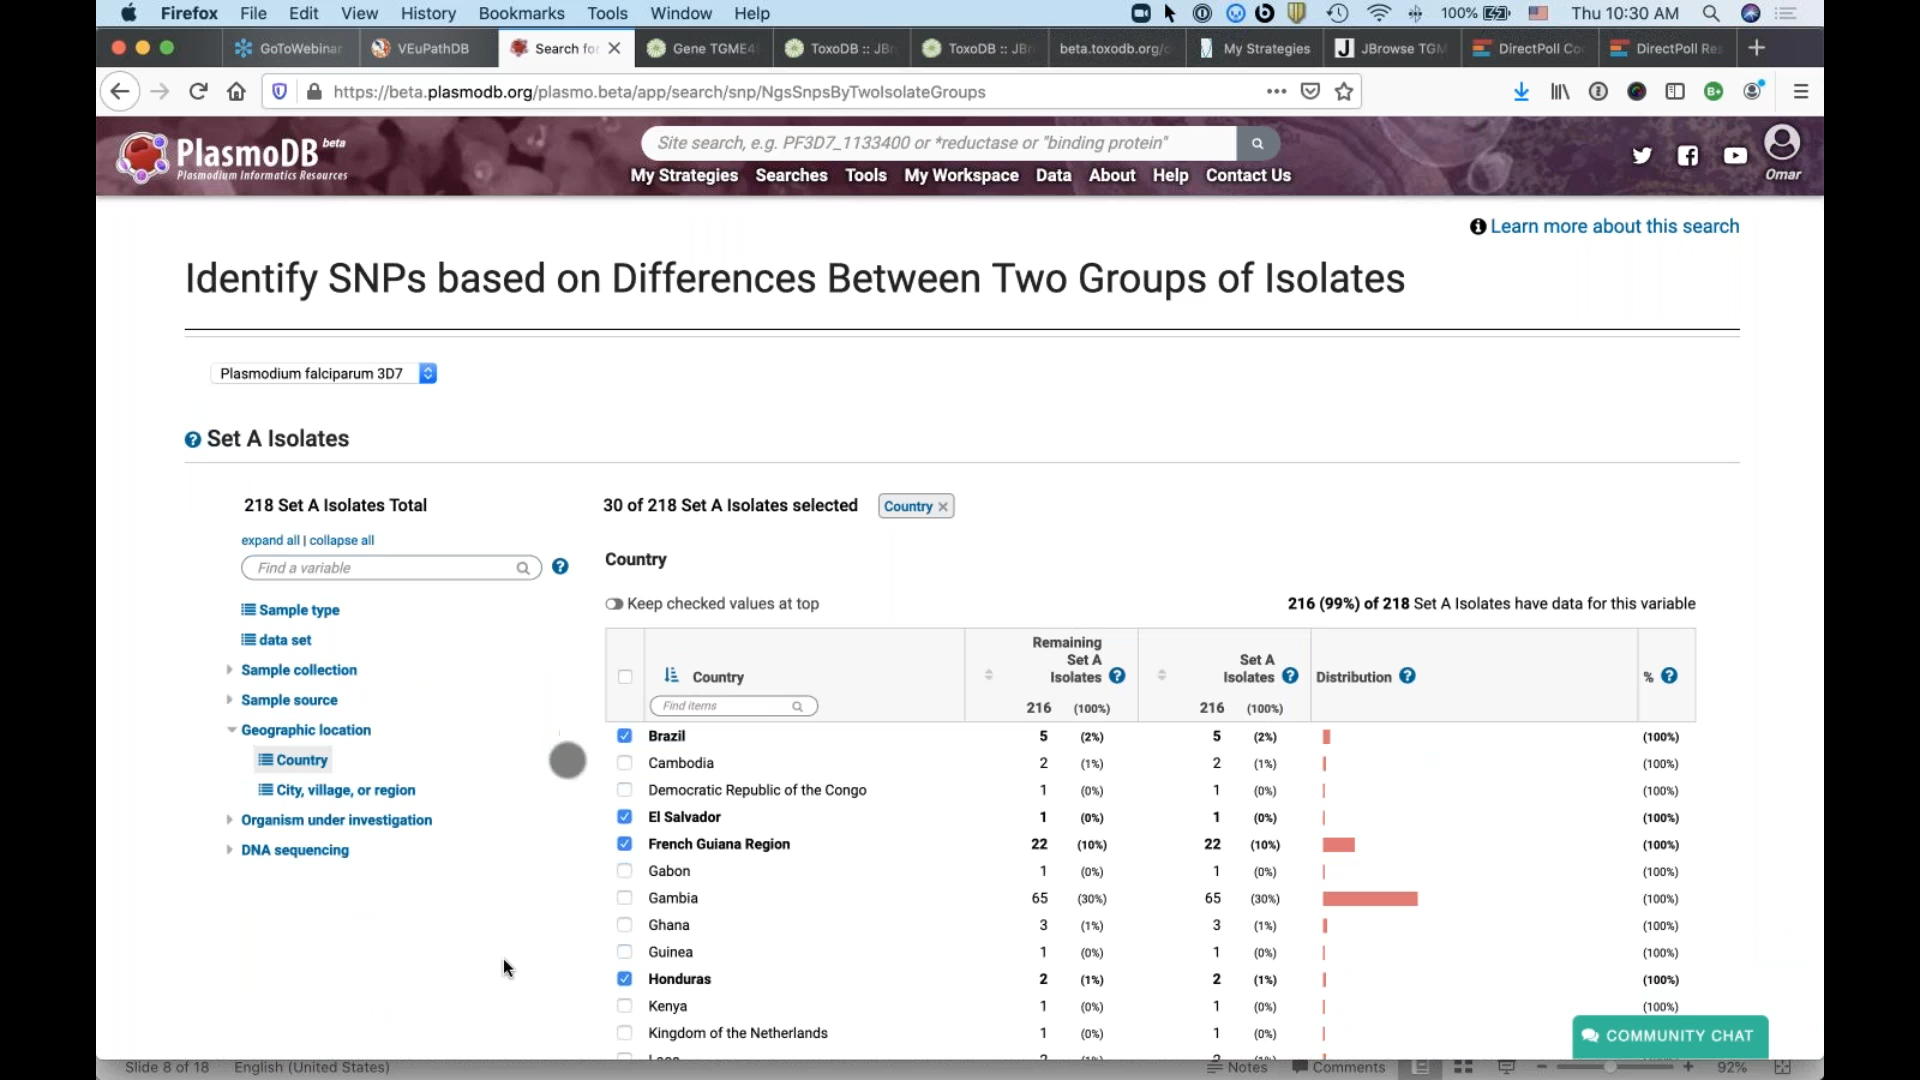 Firefox File Edit View History Bookmarks Tools Window Help 100% Thu 10:30 AM
GoToWebinar VEuPathDB Search fo Gene TGME4 ToxoDB :: JBr ToxoDB :: JBr beta.toxodb.org/ My Strategies JBrowse TGM DirectPoll Co DirectPoll Re
https://beta.plasmodb.org/plasmo.beta/app/search/snp/NgsSnpsByTwoIsolateGroups
PlasmoDB beta
Plasmodium Informatics Resources
Site search, e.g. PF3D7_1133400 or *reductase or "binding protein"
My Strategies Searches Tools My Workspace Data About Help Contact Us
Omar
Learn more about this search
Identify SNPs based on Differences Between Two Groups of Isolates
Plasmodium falciparum 3D7
Set A Isolates
218 Set A Isolates Total
expand all | collapse all
Find a variable
Sample type
data set
Sample collection
Sample source
Geographic location
Country
City, village, or region
Organism under investigation
DNA sequencing
30 of 218 Set A Isolates selected Country
Country
Keep checked values at top
216 (99%) of 218 Set A Isolates have data for this variable
Country
Find items
Remaining
Set A
Isolates
216 (100%)
Set A
Isolates
216 (100%)
Distribution
%
Brazil 5 (2%) 5 (2%) (100%)
Cambodia 2 (1%) 2 (1%) (100%)
Democratic Republic of the Congo 1 (0%) 1 (0%) (100%)
El Salvador 1 (0%) 1 (0%) (100%)
French Guiana Region 22 (10%) 22 (10%) (100%)
Gabon 1 (0%) 1 (0%) (100%)
Gambia 65 (30%) 65 (30%) (100%)
Ghana 3 (1%) 3 (1%) (100%)
Guinea 1 (0%) 1 (0%) (100%)
Honduras 2 (1%) 2 (1%) (100%)
Kenya 1 (0%) 1 (0%) (100%)
Kingdom of the Netherlands 1 (0%) 1 (0%)
COMMUNITY CHAT
Slide 8 of 18 English (United States) Notes Comments 92%